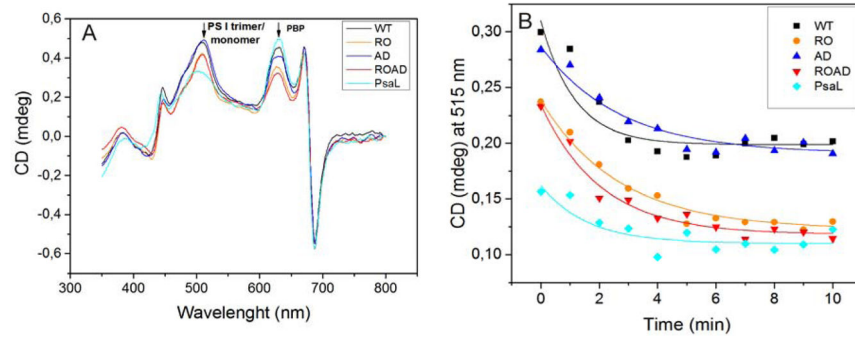 A
PS I trimer/
monomer
PBP
WT
RO
AD
ROAD
PsaL
CD (mdeg)
0,6
0,4
0,2
0,0
-0,2
-0,4
-0,6
300 400 500 600 700 800
Wavelenght (nm)
B
WT
RO
AD
ROAD
PsaL
CD (mdeg) at 515 nm
0,30
0,25
0,20
0,15
0,10
0 2 4 6 8 10
Time (min)